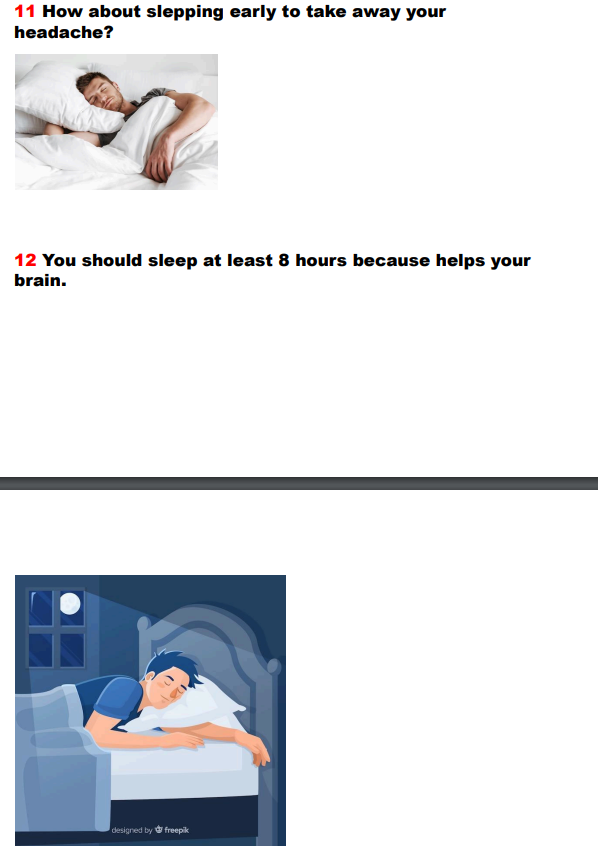 11 How about slepping early to take away your
headache?
12 You should sleep at least 8 hours because helps your
brain.
designed by freepik